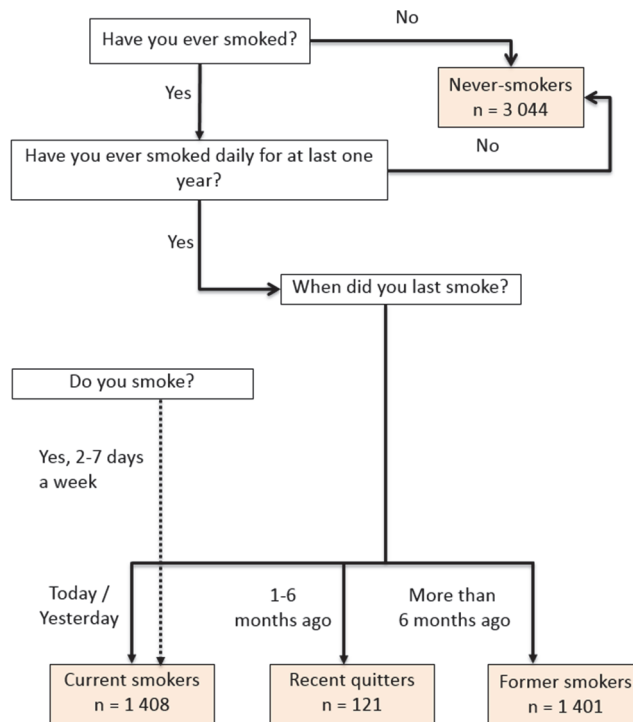 Have you ever smoked?
No
Never-smokers
n = 3 044
Yes
Have you ever smoked daily for at last one
year?
No
Yes
When did you last smoke?
Do you smoke?
Yes, 2-7 days
a week
Today /
Yesterday
1-6
months ago
More than
6 months ago
Current smokers
n = 1 408
Recent quitters
n = 121
Former smokers
n = 1 401